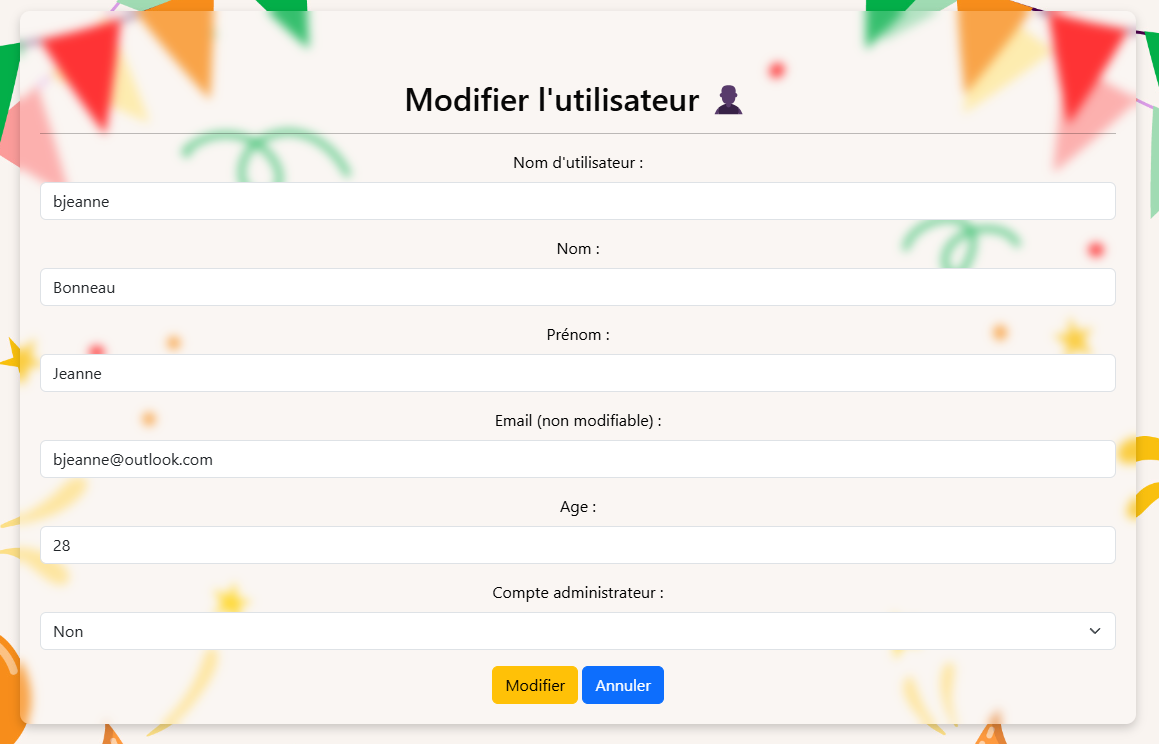 Modifier l'utilisateur
Nom d'utilisateur :
bjeanne
Nom :
Bonneau
Prénom :
Jeanne
Email (non modifiable) :
bjeanne@outlook.com
Age :
28
Compte administrateur :
Non
Modifier Annuler